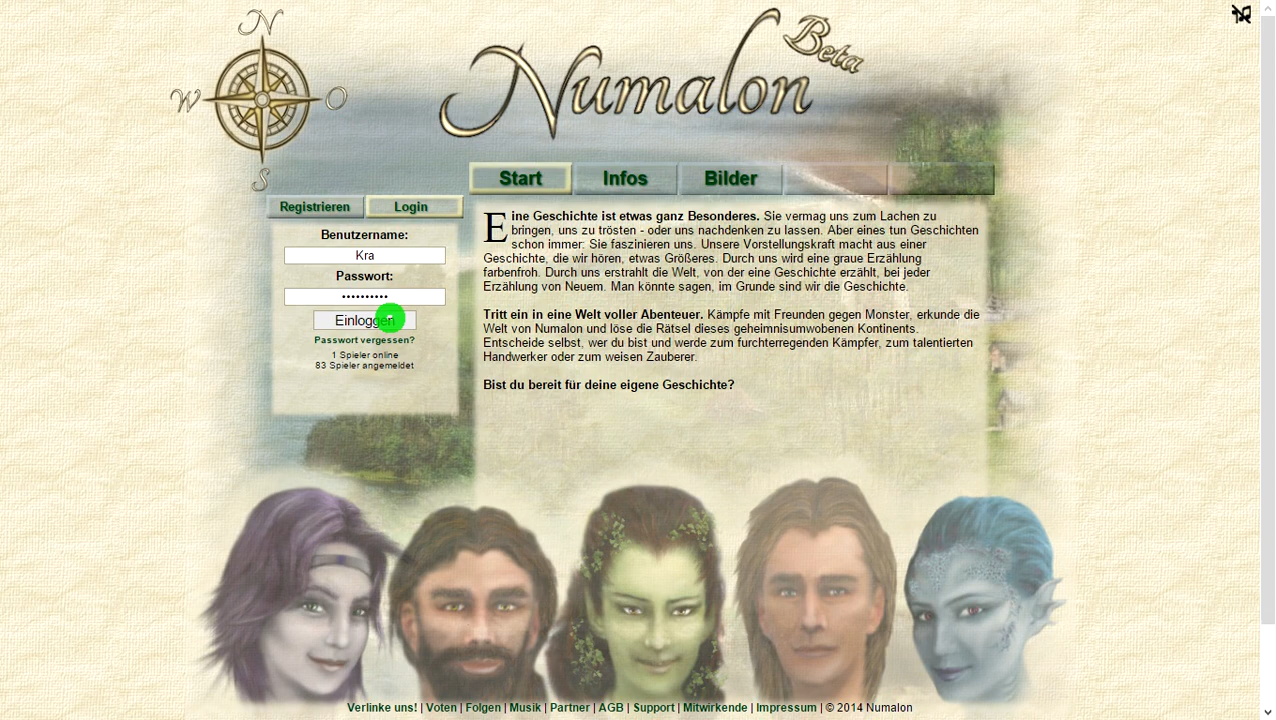 N
W O
S
Numalon Beta
Start Infos Bilder
Registrieren Login
Benutzername:
Kra
Passwort:
••••••••••
Einloggen
Passwort vergessen?
1 Spieler online
83 Spieler angemeldet
Eine Geschichte ist etwas ganz Besonderes. Sie vermag uns zum Lachen zu
bringen, uns zu trösten - oder uns nachdenken zu lassen. Aber eines tun Geschichten
schon immer: Sie faszinieren uns. Unsere Vorstellungskraft macht aus einer
Geschichte, die wir hören, etwas Größeres. Durch uns wird eine graue Erzählung
farbenfroh. Durch uns erstrahlt die Welt, von der eine Geschichte erzählt, bei jeder
Erzählung von Neuem. Man könnte sagen, im Grunde sind wir die Geschichte.
Tritt ein in eine Welt voller Abenteuer. Kämpfe mit Freunden gegen Monster, erkunde die
Welt von Numalon und löse die Rätsel dieses geheimnisumwobenen Kontinents.
Entscheide selbst, wer du bist und werde zum furchterregenden Kämpfer, zum talentierten
Handwerker oder zum weisen Zauberer.
Bist du bereit für deine eigene Geschichte?
Verlinke uns! | Voten | Folgen | Musik | Partner | AGB | Support | Mitwirkende | Impressum | © 2014 Numalon